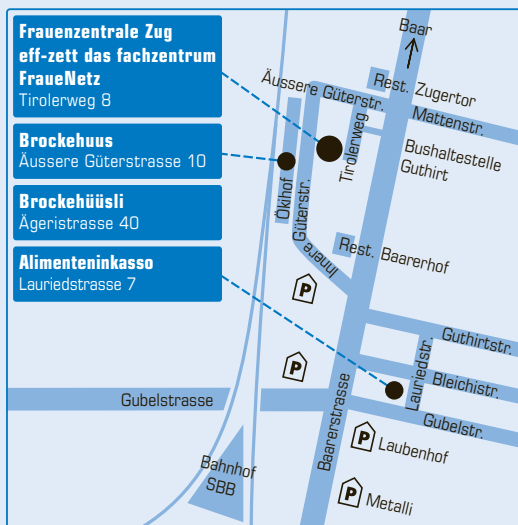 Frauenzentrale Zug
eff-zett das fachzentrum
FraueNetz
Tirolerweg 8
Brockehuus
Äussere Güterstrasse 10
Brockehüüsli
Ägeristrasse 40
Alimenteninkasso
Lauriedstrasse 7
Baar
Rest. Zugertor
Äussere Güterstr.
Mattenstr.
Bushaltestelle
Guthirt
Tirolerweg
Ökihof
Güterstr.
Innere
Rest. Baarerhof
P
Guthirtstr.
Lauriedstr.
Bleichistr.
P
Gubelstrasse
Gubelstr.
Baarerstrasse
P
Laubenhof
Bahnhof
SBB
P
Metalli